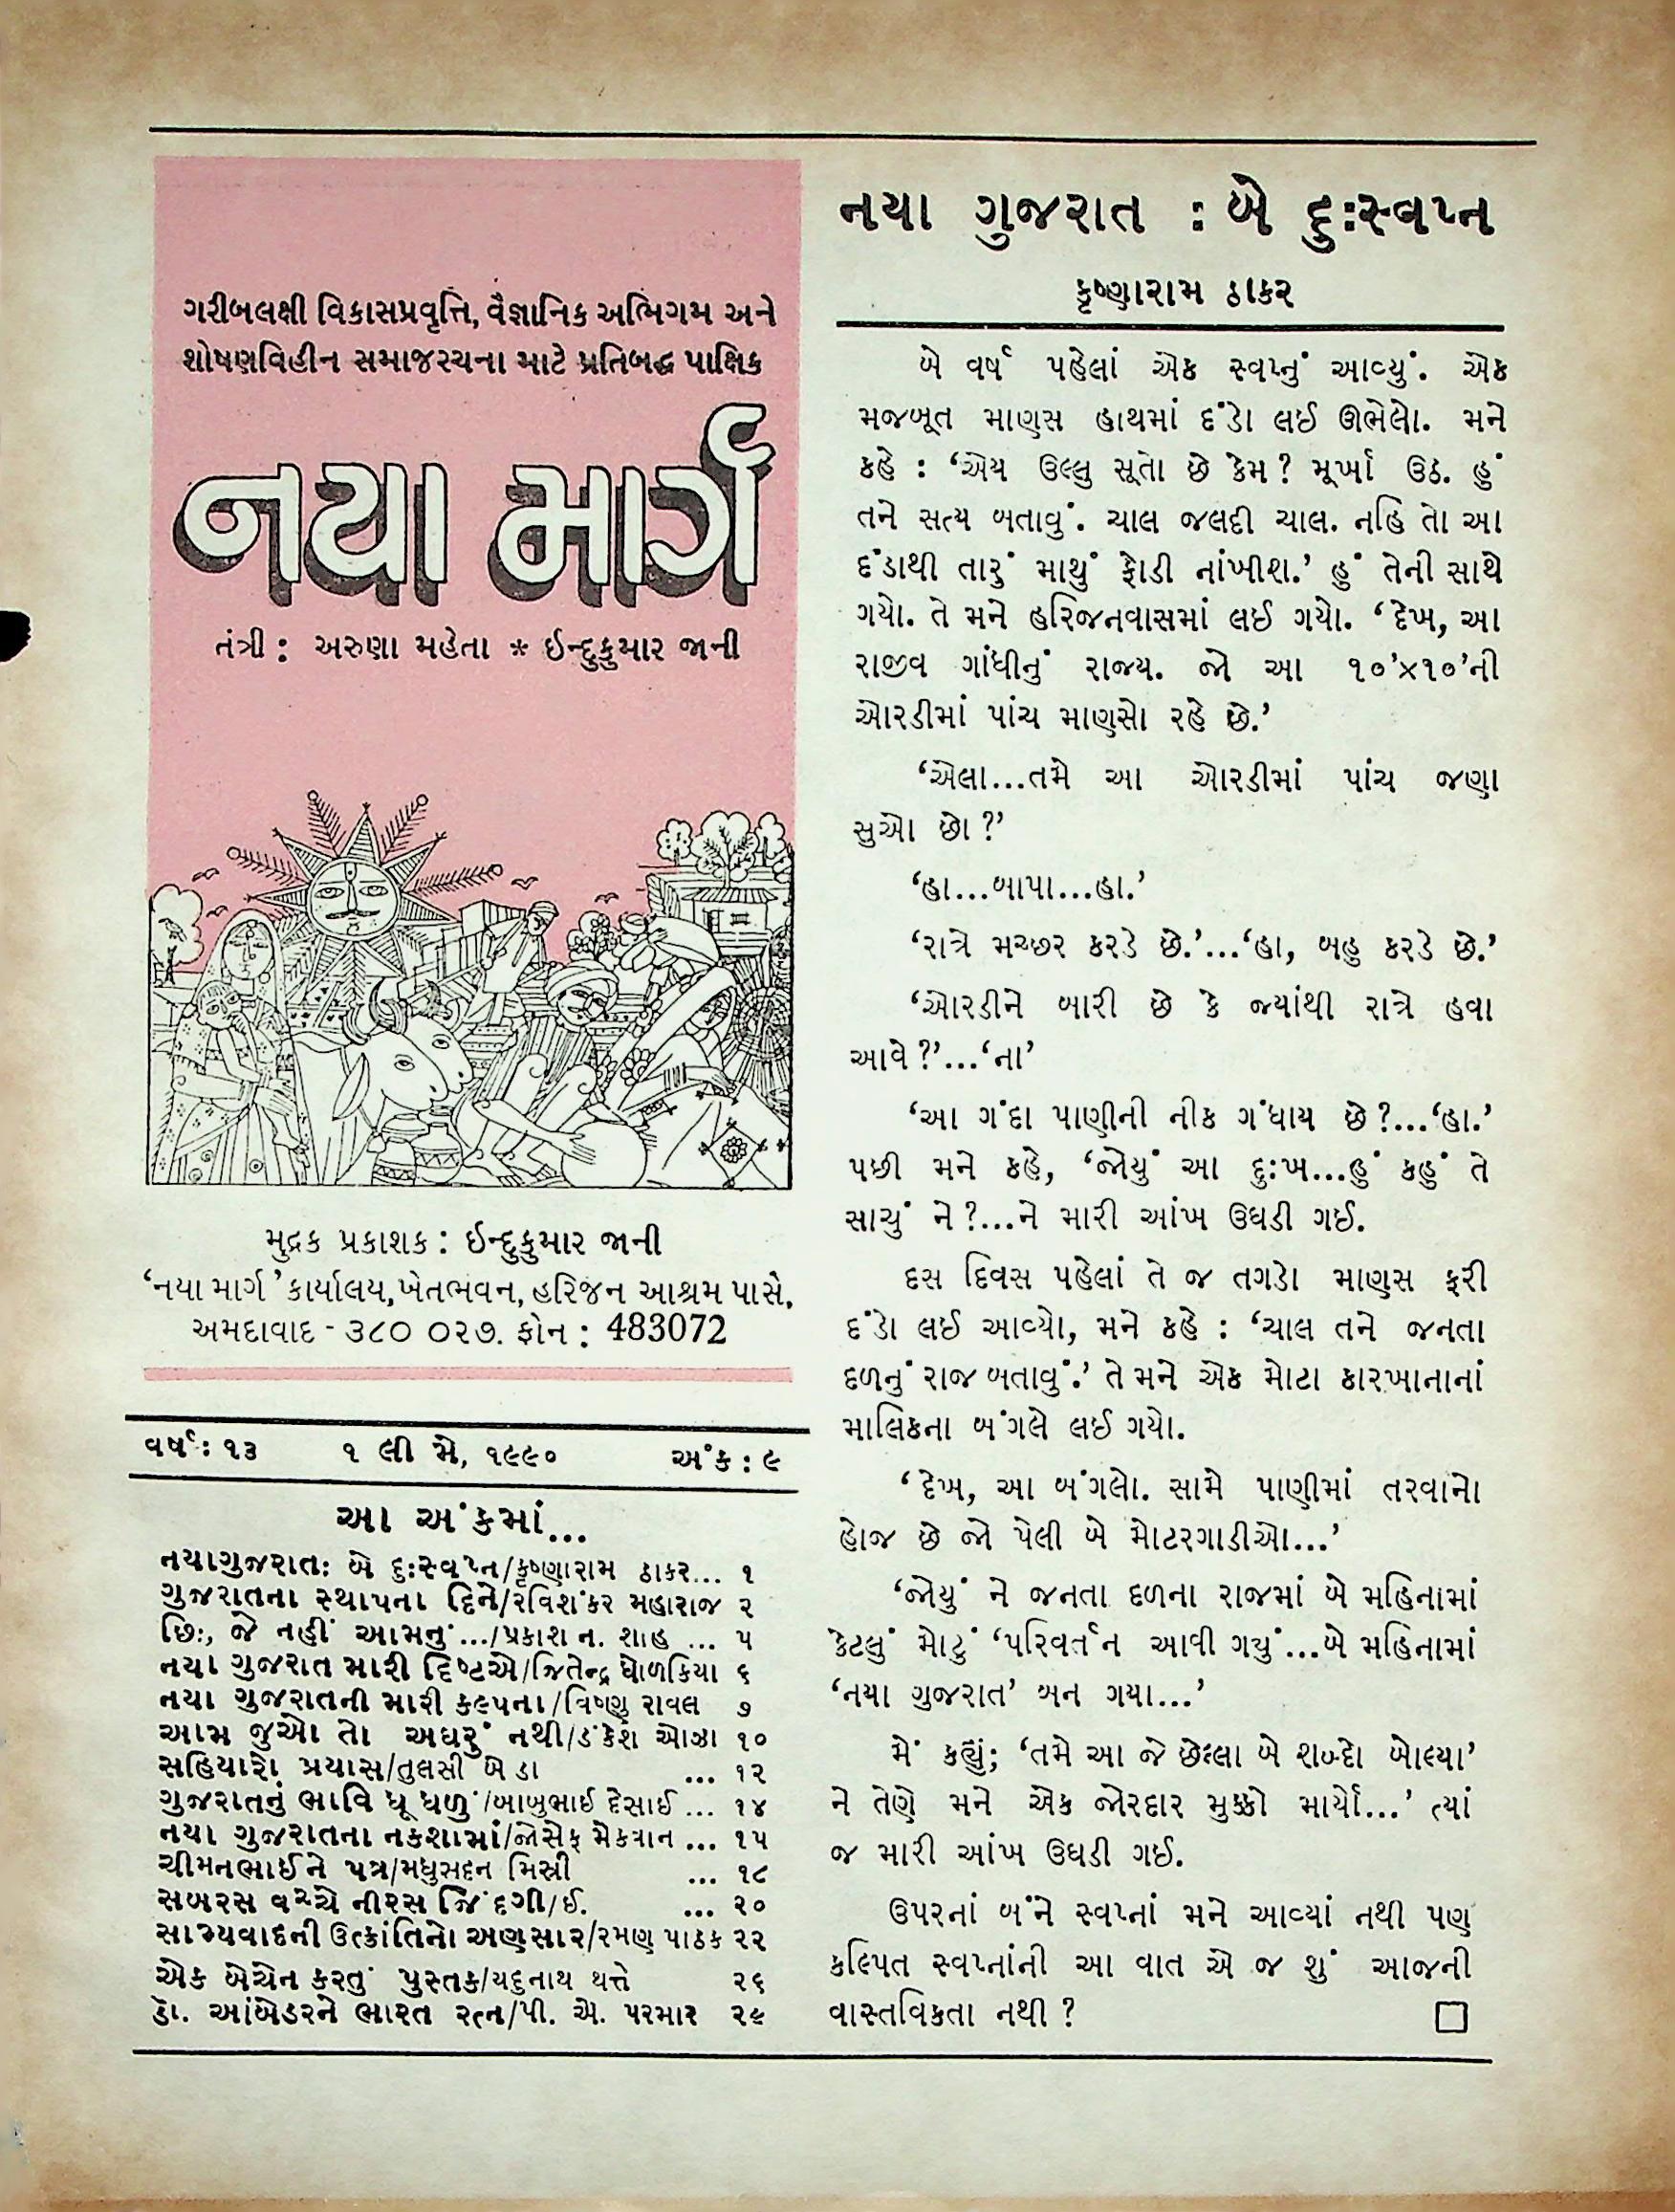 ગરીબલક્ષી વિકાસપ્રવૃત્તિ, વૈજ્ઞાનિક અભિગમ અને
શોષણવિહીન સમાજરચના માટે પ્રતિબદ્ધ પાક્ષિક
નયા માર્ગ
તંત્રી : અરુણા મહેતા * ઈન્દુકુમાર જાની
મુદ્રક પ્રકાશક : ઈન્દુકુમાર જાની
‘નયા માર્ગ’ કાર્યાલય, ખેતભવન, હરિજન આશ્રમ પાસે,
અમદાવાદ - ૩૮૦ ૦૨૭. ફોન : 483072
વર્ષ : ૧૩ ૧ લી મે, ૧૯૯૦ અંક : ૯
આ અંકમાં...
નયાગુજરાત: બે દુ:સ્વપ્ન/કૃષ્ણારામ ઠાકર... ૧
ગુજરાતના સ્થાપના દિને/રવિશંકર મહારાજ ૨
છિ:, જે નહીં આમનું.../પ્રકાશ ન. શાહ ... ૫
નયા ગુજરાત મારી દૃષ્ટિએ/જિતેન્દ્ર ધોળકિયા ૬
નયા ગુજરાતની મારી કલ્પના/વિષ્ણુ રાવલ ૭
આમ જુઓ તો અઘરું નથી/ડંકેશ ઓઝા ૧૦
સહિયારો પ્રયાસ/તુલસી બોડા ... ૧૨
ગુજરાતનું ભાવિ ધૂંધળું/બાબુભાઈ દેસાઈ ... ૧૪
નયા ગુજરાતના નકશામાં/જોસેફ મેકવાન ... ૧૫
ચીમનભાઈને પત્ર/મધુસૂદન મિસ્ત્રી ... ૧૮
સબરસ વચ્ચે નીરસ જિંદગી/ઈ. ... ૨૦
સામ્યવાદની ઉત્ક્રાંતિનો અણસાર/રમણ પાઠક ૨૨
એક બેચેન કરતું પુસ્તક/યદુનાથ થત્તે ૨૬
ડૉ. આંબેડરને ભારત રત્ન/પી. એ. પરમાર ૨૯
નયા ગુજરાત : બે દુ:સ્વપ્ન
કૃષ્ણારામ ઠાકર
બે વર્ષ પહેલાં એક સ્વપ્નું આવ્યું. એક
મજબૂત માણસ હાથમાં દંડો લઈ ઊભેલો. મને
કહે : ‘એય ઉલ્લુ સૂતો છે કેમ? મૂર્ખા ઉઠ. હું
તને સત્ય બતાવું. ચાલ જલદી ચાલ. નહિ તો આ
દંડાથી તારું માથું ફોડી નાંખીશ.’ હું તેની સાથે
ગયો. તે મને હરિજનવાસમાં લઈ ગયો. ‘દેખ, આ
રાજીવ ગાંધીનું રાજ્ય. જો આ ૧૦’×૧૦’ની
ઓરડીમાં પાંચ માણસો રહે છે.’
‘એલા...તમે આ ઓરડીમાં પાંચ જણા
સુઓ છો ?’
‘હા...બાપા...હા.’
‘રાત્રે મચ્છર કરડે છે.’...‘હા, બહુ કરડે છે.’
‘ઓરડીને બારી છે કે જ્યાંથી રાત્રે હવા
આવે ?’...‘ના’
‘આ ગંદા પાણીની નીક ગંધાય છે ?...‘હા.’
પછી મને કહે, ‘જોયું આ દુ:ખ...હું કહું તે
સાચું ને ?...ને મારી આંખ ઉઘડી ગઈ.
દસ દિવસ પહેલાં તે જ તગડો માણસ ફરી
દંડો લઈ આવ્યો, મને કહે : ‘ચાલ તને જનતા
દળનું રાજ બતાવું.’ તે મને એક મોટા કારખાનાનાં
માલિકના બંગલે લઈ ગયો.
‘દેખ, આ બંગલો. સામે પાણીમાં તરવાનો
હોજ છે જો પેલી બે મોટરગાડીઓ...’
‘જોયું ને જનતા દળના રાજમાં બે મહિનામાં
કેટલું મોટું ‘પરિવર્તન આવી ગયું...બે મહિનામાં
‘નયા ગુજરાત’ બન ગયા...’
મેં કહ્યું; ‘તમે આ જે છેલ્લા બે શબ્દો બોલ્યા’
ને તેણે મને એક જોરદાર મુક્કો માર્યો...’ ત્યાં
જ મારી આંખ ઉઘડી ગઈ.
ઉપરનાં બંને સ્વપ્નાં મને આવ્યાં નથી પણ
કલ્પિત સ્વપ્નાંની આ વાત એ જ શું આજની
વાસ્તવિકતા નથી ?